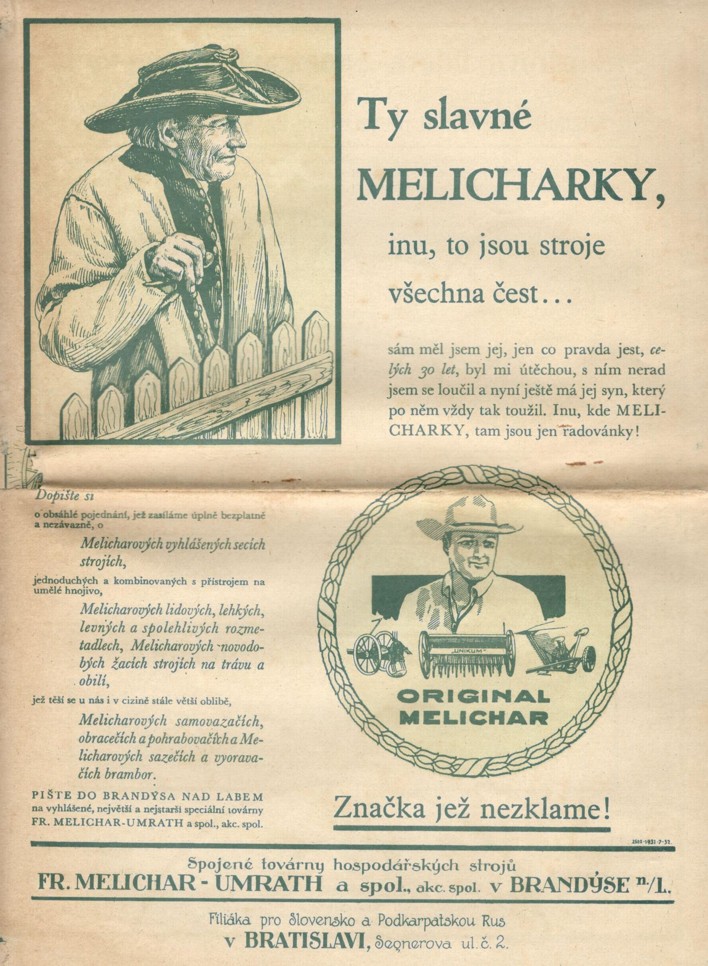 Ty slavné
MELICHARKY,
inu, to jsou stroje
všechna čest...
sám měl jsem jej, jen co pravda jest, ce-
lých 30 let, byl mi útěchou, s ním nerad
jsem se loučil a nyní ještě má jej syn, který
po něm vždy tak toužil. Inu, kde MELI-
CHARKY, tam jsou jen radovánky!
Dopište si
o obsáhlé pojednání, jež zasíláme úplně bezplatně
a nezávazně, o
Melicharových vyhlášených secích
strojích,
jednoduchých a kombinovaných s přístrojem na
umělé hnojivo,
Melicharových lidových, lehkých,
levných a spolehlivých rozme-
tadlech, Melicharových novodo-
bých žacích strojích na trávu a
obilí,
jež těší se u nás i v cizině stále větší oblibě,
Melicharových samovazačích,
obracečích a pohrabovačích a Me-
licharových sazečích a vyorava-
čích brambor.
PIŠTE DO BRANDÝSA NAD LABEM
na vyhlášené, největší a nejstarší speciální továrny
FR. MELICHAR-UMRATH a spol., akc. spol.
„UNIKUM"
ORIGINAL
MELICHAR
Značka jež nezklame!
Spojené továrny hospodářských strojů
FR. MELICHAR - UMRATH a spol., akc. spol. v BRANDÝSE n/L.
Filiálka pro Slovensko a Podkarpatskou Rus
v BRATISLAVI, Segnerova ul. č. 2.